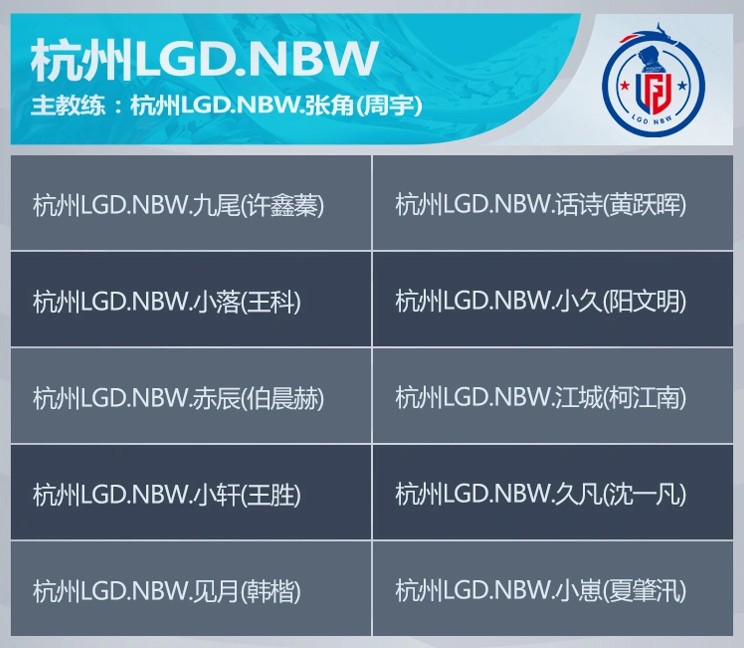 杭州LGD.NBW
主教练：杭州LGD.NBW.张角(周宇)
LGD NBW
杭州LGD.NBW.九尾(许鑫蓁)
杭州LGD.NBW.话诗(黄跃晖)
杭州LGD.NBW.小落(王科)
杭州LGD.NBW.小久(阳文明)
杭州LGD.NBW.赤辰(伯晨赫)
杭州LGD.NBW.江城(柯江南)
杭州LGD.NBW.小轩(王胜)
杭州LGD.NBW.久凡(沈一凡)
杭州LGD.NBW.见月(韩楷)
杭州LGD.NBW.小崽(夏肇汛)